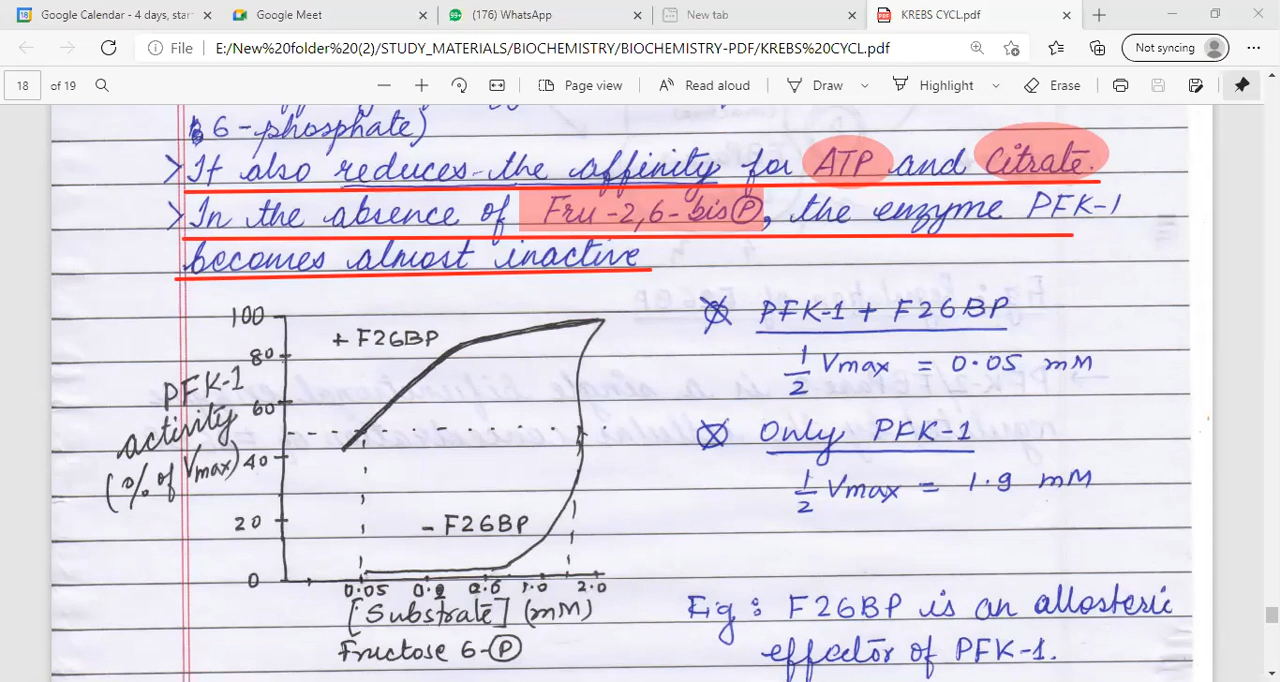 Google Calendar - 4 days, star
Google Meet
(176) WhatsApp
New tab
KREBS CYCL.pdf
File
E:/New%20folder%20(2)/STUDY_MATERIALS/BIOCHEMISTRY/BIOCHEMISTRY-PDF/KREBS%20CYCL.pdf
Not syncing
18 of 19
Page view
Read aloud
Draw
Highlight
Erase
6-phosphate)
> It also reduces the affinity for ATP and Citrate.
> In the absence of Fru-2,6-bis P, the enzyme PFK-1
becomes almost inactive
100
80
60
40
20
0
PFK-1
activity
(% of Vmax)
+ F26BP
- F26BP
0.05 0.2 0.6 1.0 2.0
[Substrate] (mM)
Fructose 6-P
PFK-1 + F26BP
1/2 Vmax = 0.05 mM
Only PFK-1
1/2 Vmax = 1.9 mM
Fig : F26BP is an allosteric
effector of PFK-1.